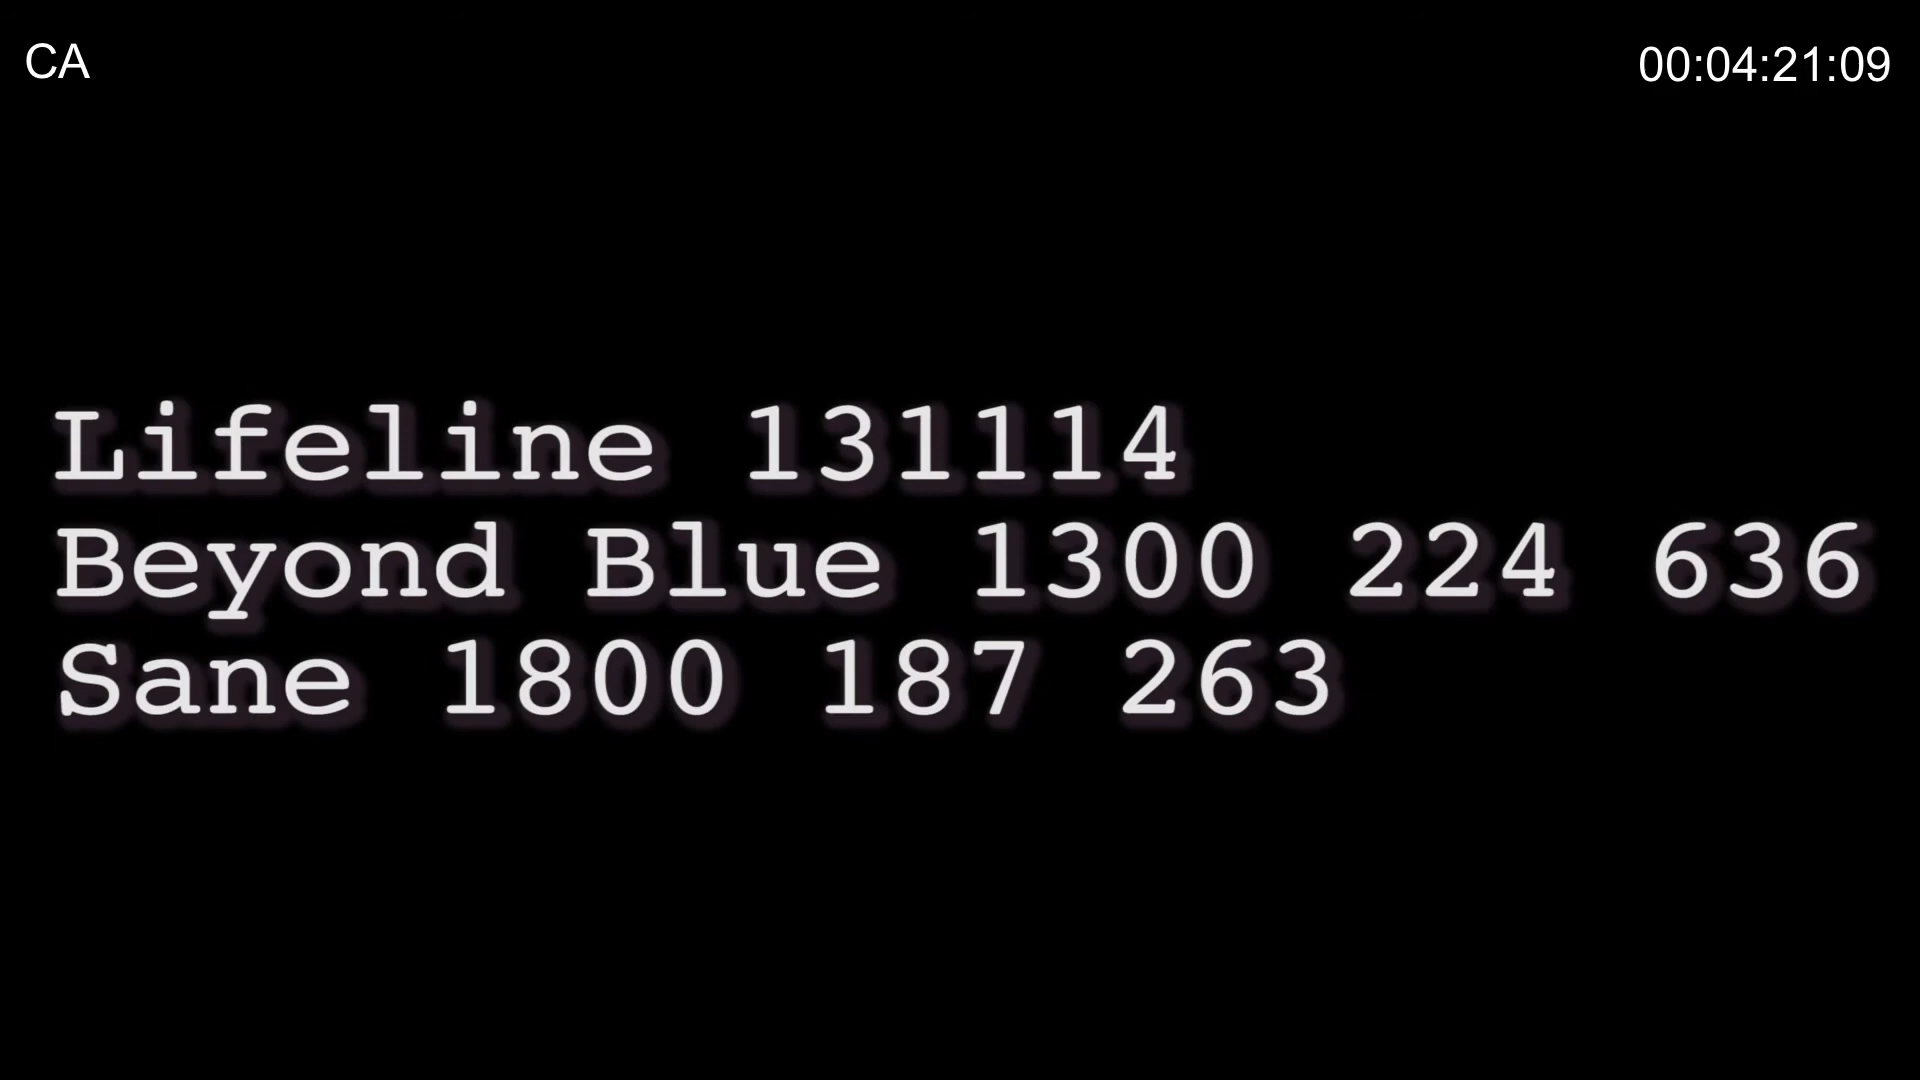 CA
00:04:21:09
Lifeline 131114
Beyond Blue 1300 224 636
Sane 1800 187 263